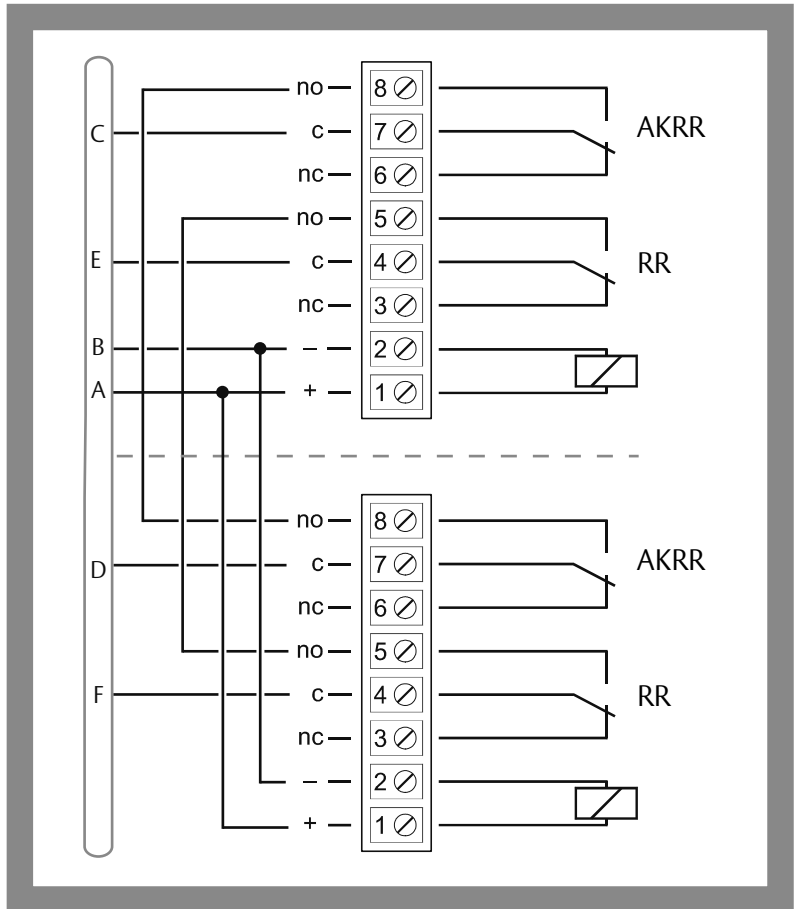 no 8
C c 7 AKRR
nc 6
no 5
E c 4 RR
nc 3
B – 2
A + 1
no 8
D c 7 AKRR
nc 6
no 5
F c 4 RR
nc 3
– 2
+ 1